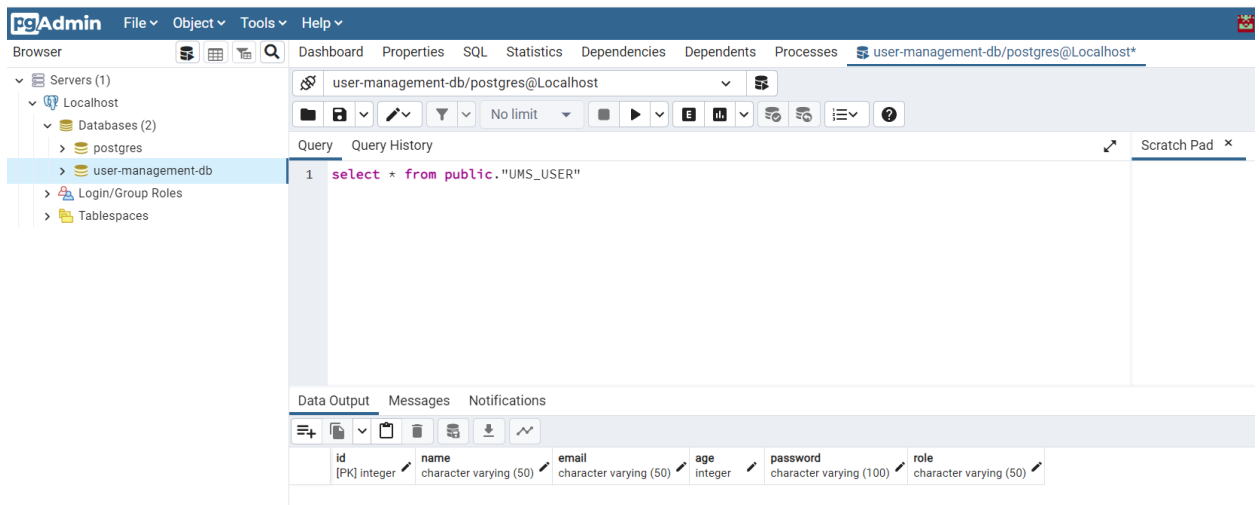 pgAdmin File Object Tools Help
Browser
Dashboard Properties SQL Statistics Dependencies Dependents Processes user-management-db/postgres@Localhost*
Servers (1)
Localhost
Databases (2)
postgres
user-management-db
Login/Group Roles
Tablespaces
user-management-db/postgres@Localhost
No limit
E
Query Query History
Scratch Pad ×
1 select * from public."UMS_USER"
Data Output Messages Notifications
id name email age password role
[PK] integer character varying (50) character varying (50) integer character varying (100) character varying (50)